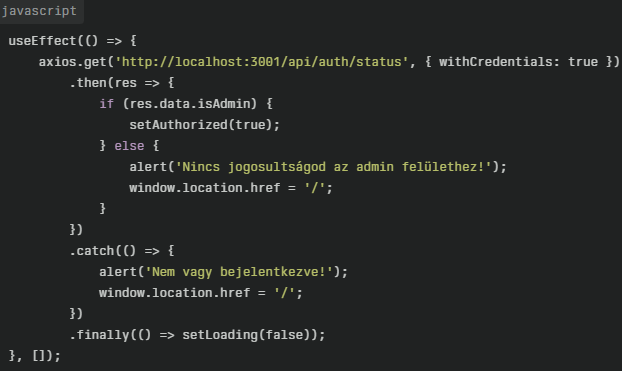 javascript
useEffect(() => {
    axios.get('http://localhost:3001/api/auth/status', { withCredentials: true })
        .then(res => {
            if (res.data.isAdmin) {
                setAuthorized(true);
            } else {
                alert('Nincs jogosultságod az admin felülethez!');
                window.location.href = '/';
            }
        })
        .catch(() => {
            alert('Nem vagy bejelentkezve!');
            window.location.href = '/';
        })
        .finally(() => setLoading(false));
}, []);